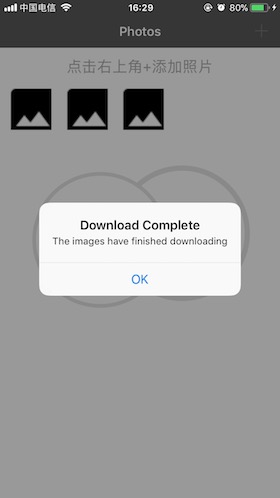 中国电信
16:29
80%
Photos
点击右上角+添加照片
Download Complete
The images have finished downloading
OK